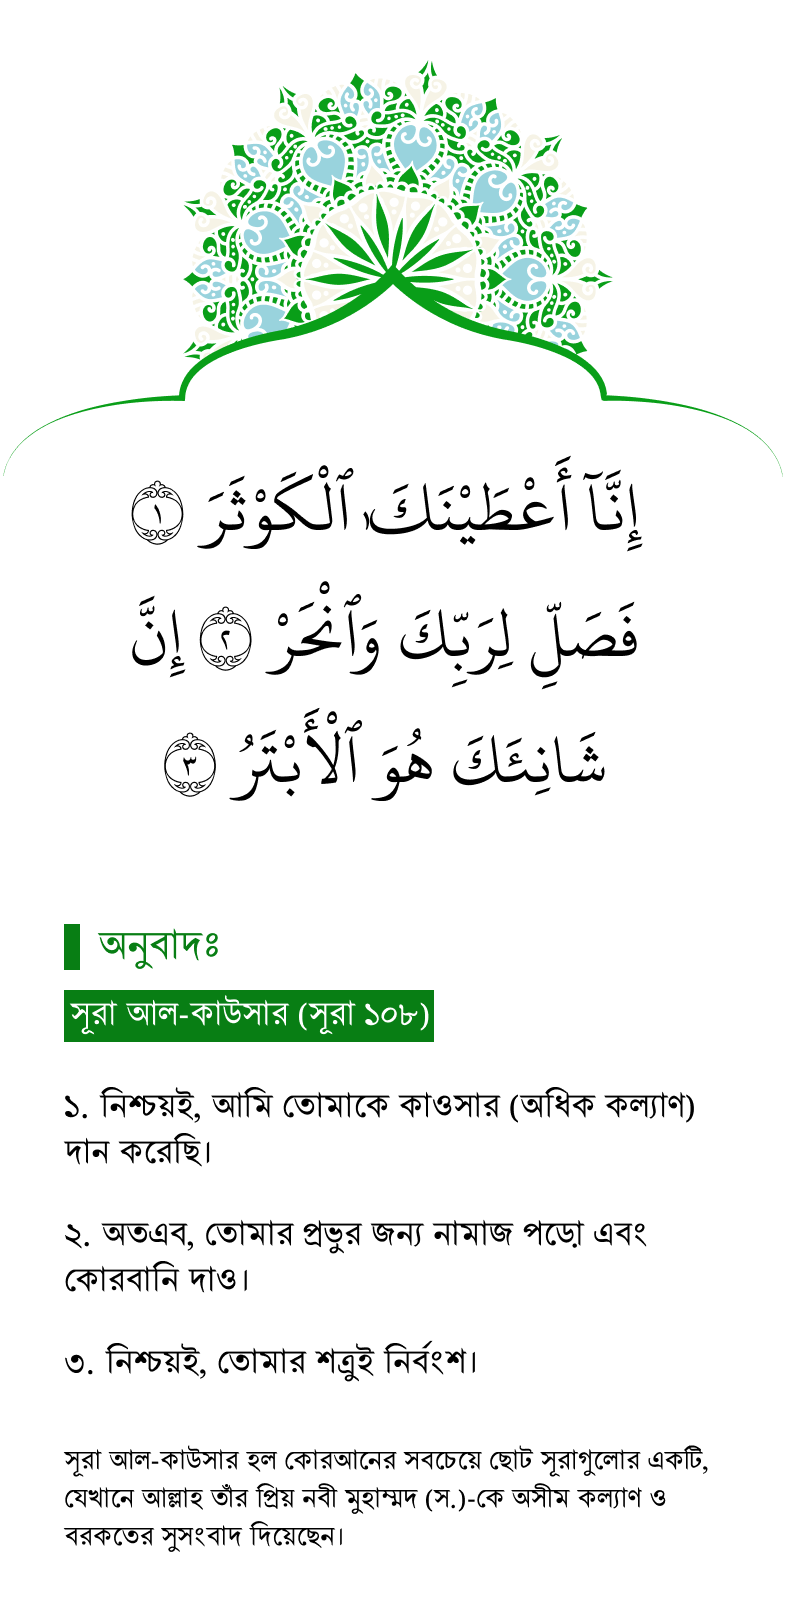 إِنَّآ أَعْطَيْنَـٰكَ ٱلْكَوْثَرَ ١
فَصَلِّ لِرَبِّكَ وَٱنْحَرْ ٢ إِنَّ
شَانِئَكَ هُوَ ٱلْأَبْتَرُ ٣
অনুবাদঃ
সূরা আল-কাউসার (সূরা ১০৮)
১. নিশ্চয়ই, আমি তোমাকে কাওসার (অধিক কল্যাণ)
দান করেছি।
২. অতএব, তোমার প্রভুর জন্য নামাজ পড়ো এবং
কোরবানি দাও।
৩. নিশ্চয়ই, তোমার শত্রুই নির্বংশ।
সূরা আল-কাউসার হল কোরআনের সবচেয়ে ছোট সূরাগুলোর একটি,
যেখানে আল্লাহ তাঁর প্রিয় নবী মুহাম্মদ (স.)-কে অসীম কল্যাণ ও
বরকতের সুসংবাদ দিয়েছেন।